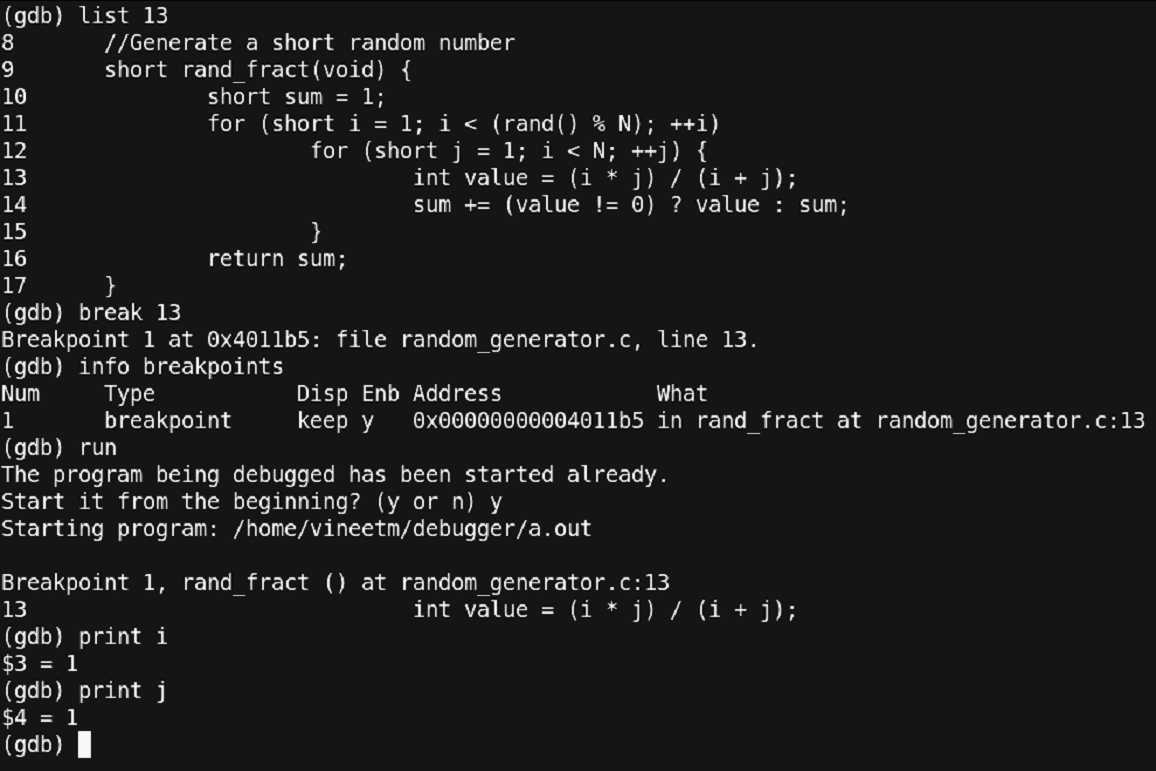 (gdb) list 13
8       //Generate a short random number
9       short rand_fract(void) {
10              short sum = 1;
11              for (short i = 1; i < (rand() % N); ++i)
12                      for (short j = 1; i < N; ++j) {
13                              int value = (i * j) / (i + j);
14                              sum += (value != 0) ? value : sum;
15                      }
16              return sum;
17      }
(gdb) break 13
Breakpoint 1 at 0x4011b5: file random_generator.c, line 13.
(gdb) info breakpoints
Num     Type           Disp Enb Address            What
1       breakpoint     keep y   0x00000000004011b5 in rand_fract at random_generator.c:13
(gdb) run
The program being debugged has been started already.
Start it from the beginning? (y or n) y
Starting program: /home/vineetm/debugger/a.out

Breakpoint 1, rand_fract () at random_generator.c:13
13                              int value = (i * j) / (i + j);
(gdb) print i
$3 = 1
(gdb) print j
$4 = 1
(gdb)